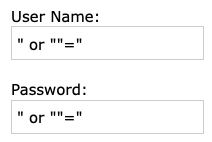 User Name:
" or ""="
Password:
" or ""="